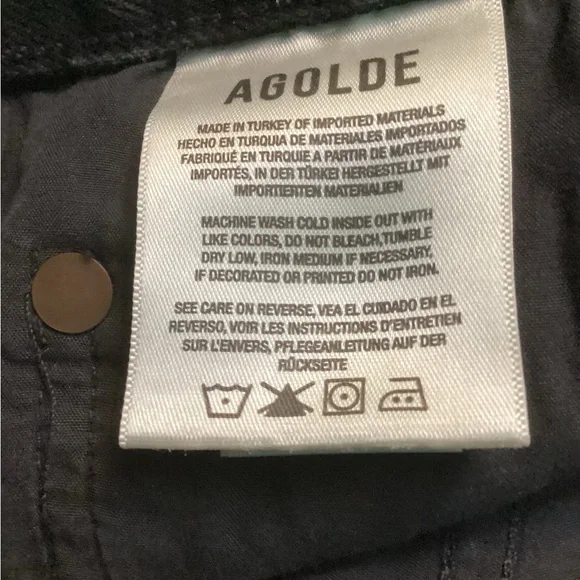 AGOLDE
MADE IN TURKEY OF IMPORTED MATERIALS
HECHO EN TURQUIA DE MATERIALES IMPORTADOS
FABRIQUÉ EN TURQUIE A PARTIR DE MATÉRIAUX
IMPORTÉS, IN DER TÜRKEI HERGESTELLT MIT
IMPORTIERTEN MATERIALIEN
MACHINE WASH COLD INSIDE OUT WITH
LIKE COLORS, DO NOT BLEACH,TUMBLE
DRY LOW, IRON MEDIUM IF NECESSARY,
IF DECORATED OR PRINTED DO NOT IRON.
SEE CARE ON REVERSE, VEA EL CUIDADO EN EL
REVERSO, VOIR LES INSTRUCTIONS D'ENTRETIEN
SUR L'ENVERS, PFLEGEANLEITUNG AUF DER
RÜCKSEITE